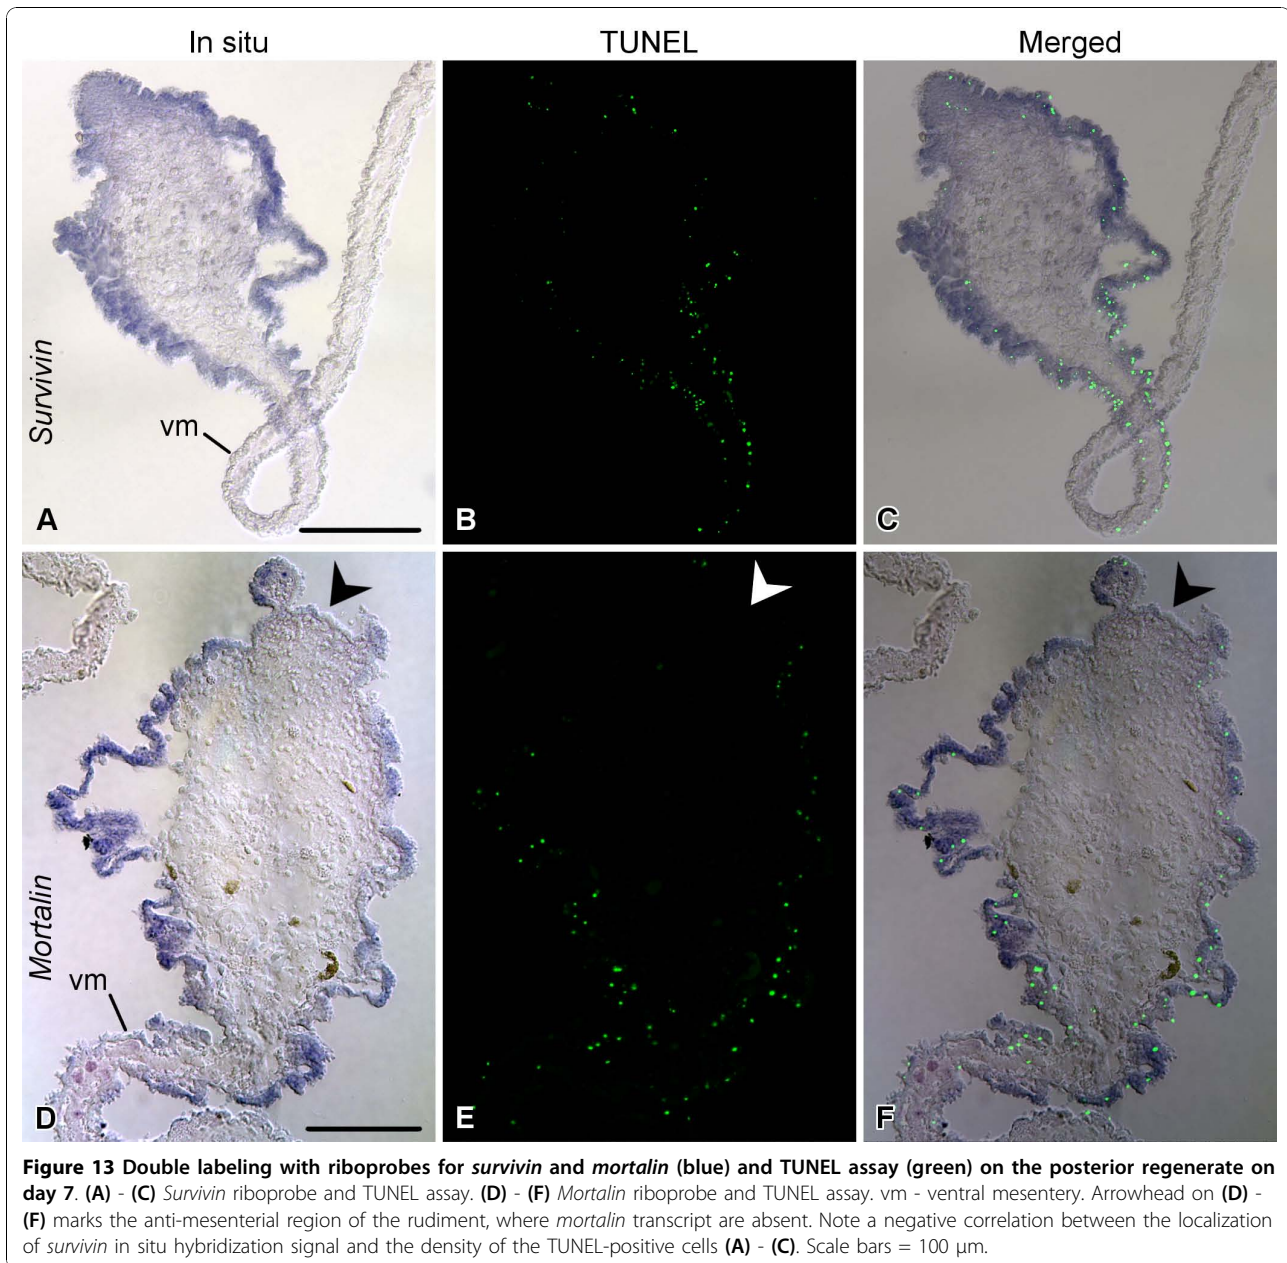 In situ TUNEL Merged
Survivin
vm
A B C
Mortalin
vm
D E F
Figure 13 Double labeling with riboprobes for survivin and mortalin (blue) and TUNEL assay (green) on the posterior regenerate on
day 7. (A) - (C) Survivin riboprobe and TUNEL assay. (D) - (F) Mortalin riboprobe and TUNEL assay. vm - ventral mesentery. Arrowhead on (D) -
(F) marks the anti-mesenterial region of the rudiment, where mortalin transcript are absent. Note a negative correlation between the localization
of survivin in situ hybridization signal and the density of the TUNEL-positive cells (A) - (C). Scale bars = 100 μm.